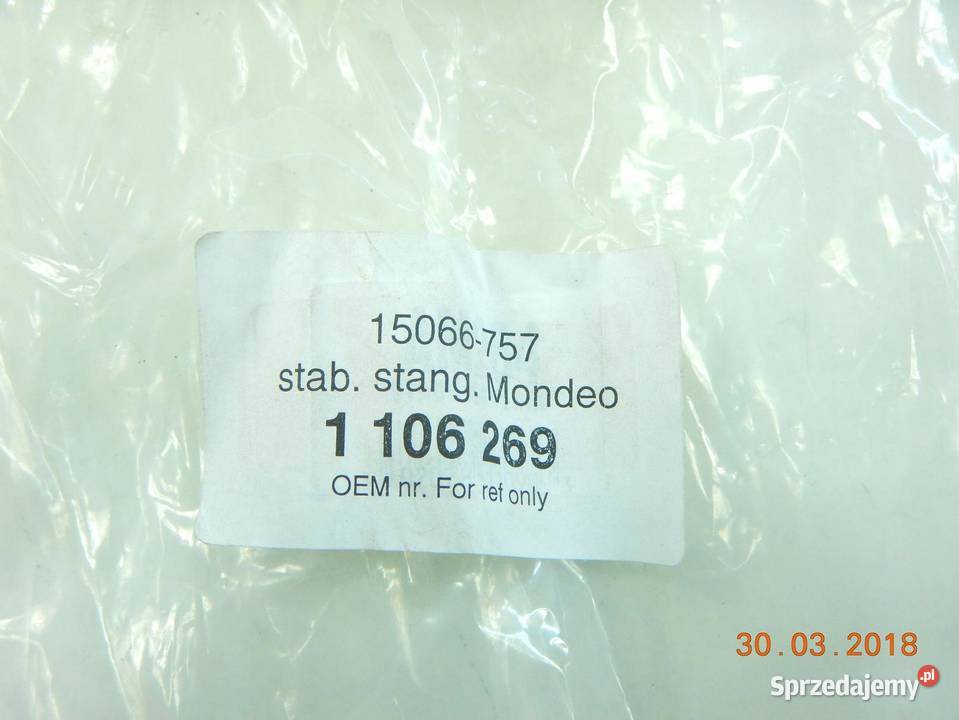 15066-757
stab. stang. Mondeo
1 106 269
OEM nr. For ref only
30.03.2018
Sprzedajemy.pl